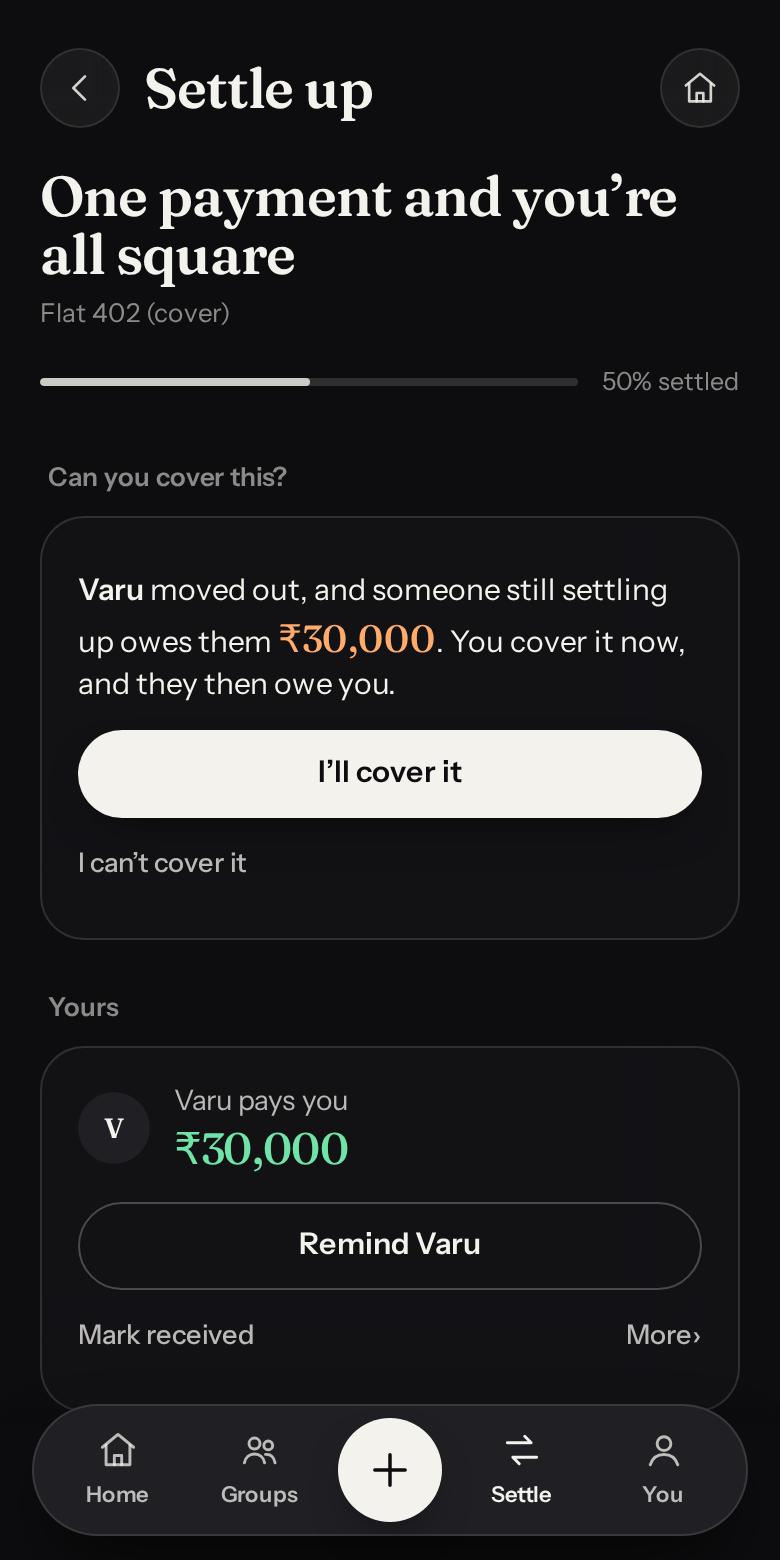 Settle up
One payment and you’re
all square
Flat 402 (cover)
50% settled
Can you cover this?
Varu moved out, and someone still settling
up owes them ₹30,000. You cover it now,
and they then owe you.
I’ll cover it
I can’t cover it
Yours
V
Varu pays you
₹30,000
Remind Varu
Mark received
More›
Home
Groups
Settle
You